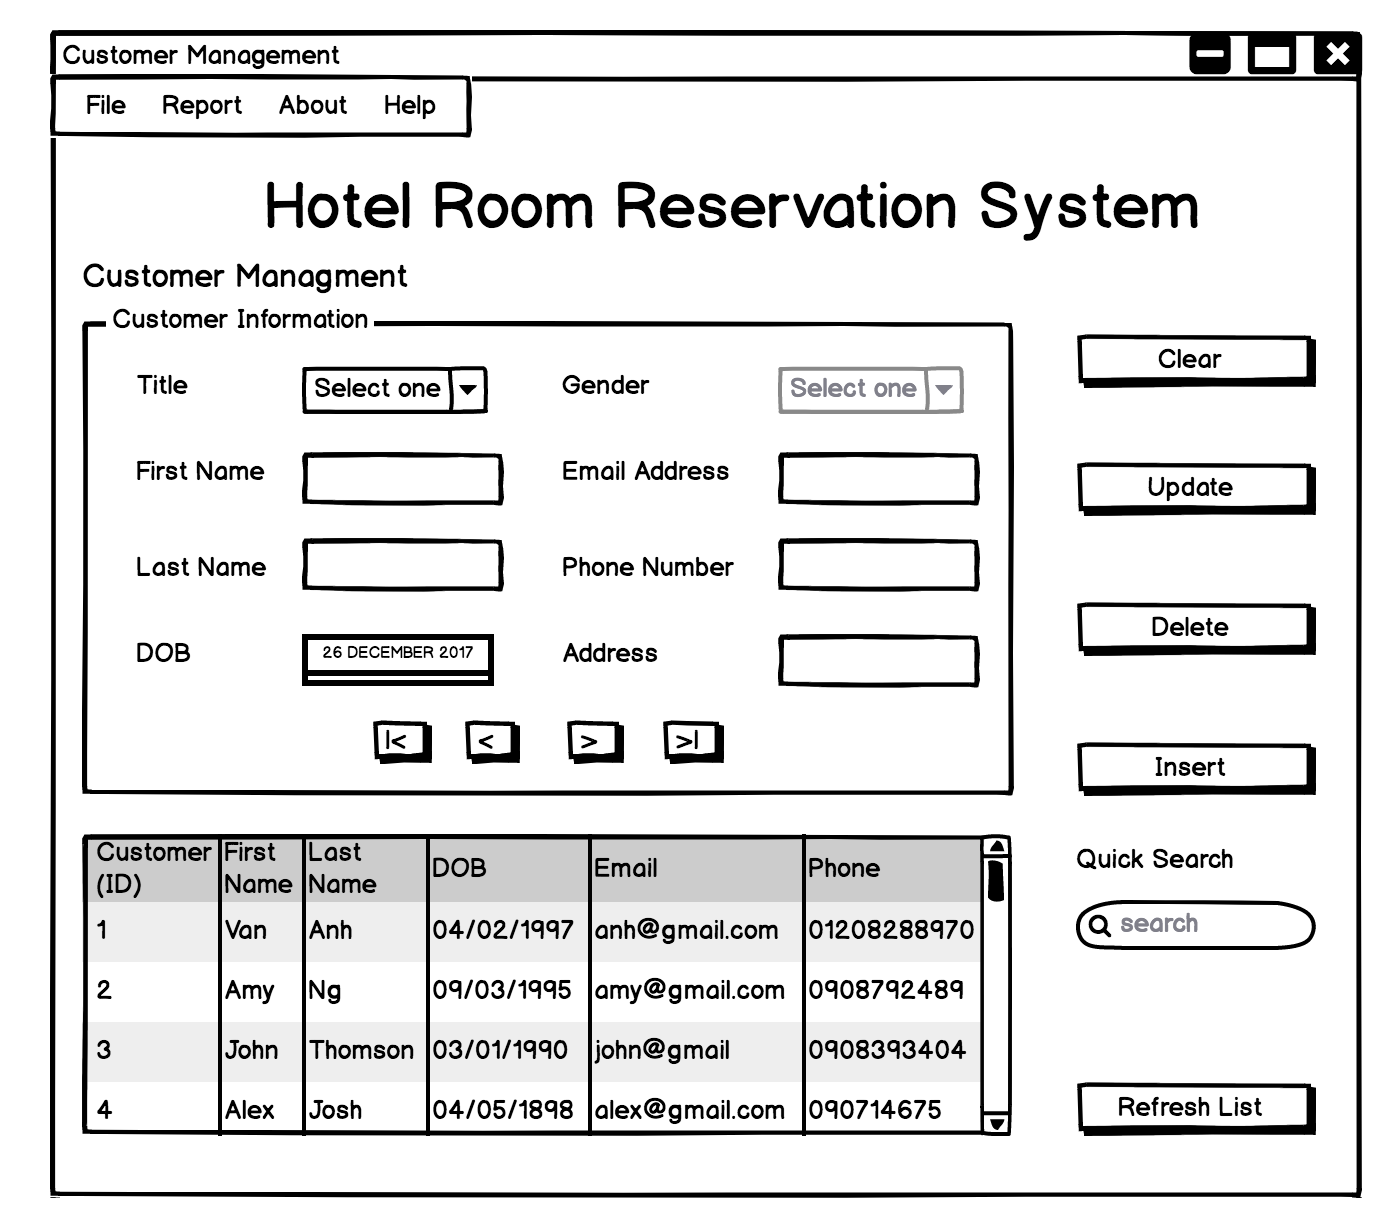 Customer Management
File Report About Help
Hotel Room Reservation System
Customer Managment
Customer Information
Title Select one Gender Select one
Clear
First Name Email Address
Update
Last Name Phone Number
Delete
DOB 26 DECEMBER 2017 Address
|< < > >|
Insert
Customer (ID) First Name Last Name DOB Email Phone
Quick Search
1 Van Anh 04/02/1997 anh@gmail.com 01208288970
search
2 Amy Ng 09/03/1995 amy@gmail.com 0908792489
3 John Thomson 03/01/1990 john@gmail 0908393404
4 Alex Josh 04/05/1898 alex@gmail.com 090714675
Refresh List